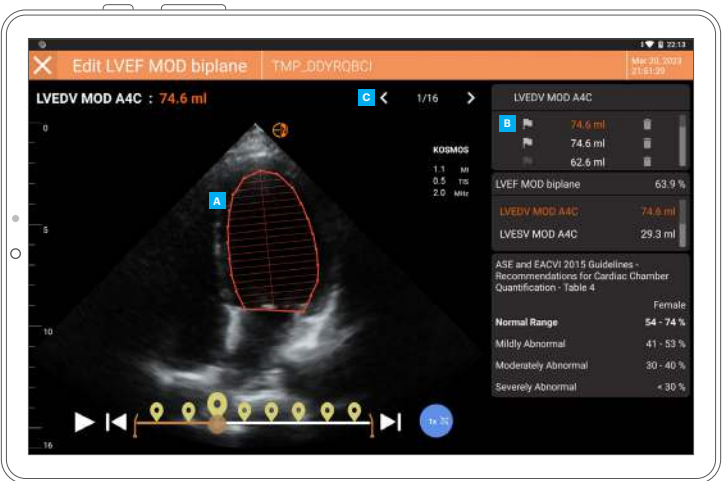 22:13
Edit LVEF MOD biplane
TMP_DDYRQBCI
Mar 20, 2023
21:51:29
LVEDV MOD A4C : 74.6 ml
C
1/16
LVEDV MOD A4C
B
74.6 ml
74.6 ml
62.6 ml
KOSMOS
1.1 MI
0.5 TIS
2.0 MHz
A
0
5
10
16
LVEF MOD biplane 63.9 %
LVEDV MOD A4C 74.6 ml
LVESV MOD A4C 29.3 ml
ASE and EACVI 2015 Guidelines -
Recommendations for Cardiac Chamber
Quantification - Table 4
Female
Normal Range 54 - 74 %
Mildly Abnormal 41 - 53 %
Moderately Abnormal 30 - 40 %
Severely Abnormal < 30 %
1x